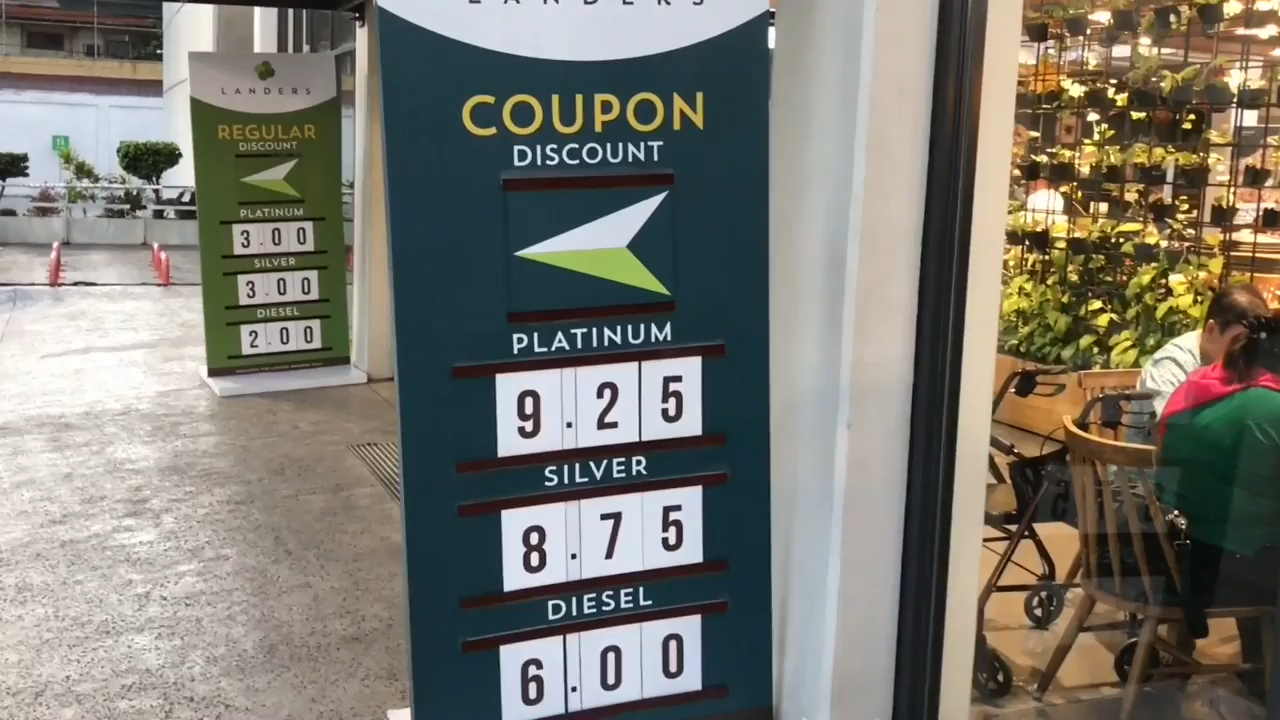 LANDERS
REGULAR
DISCOUNT
PLATINUM
3.00
SILVER
3.00
DIESEL
2.00
LANDERS
COUPON
DISCOUNT
PLATINUM
9.25
SILVER
8.75
DIESEL
6.00